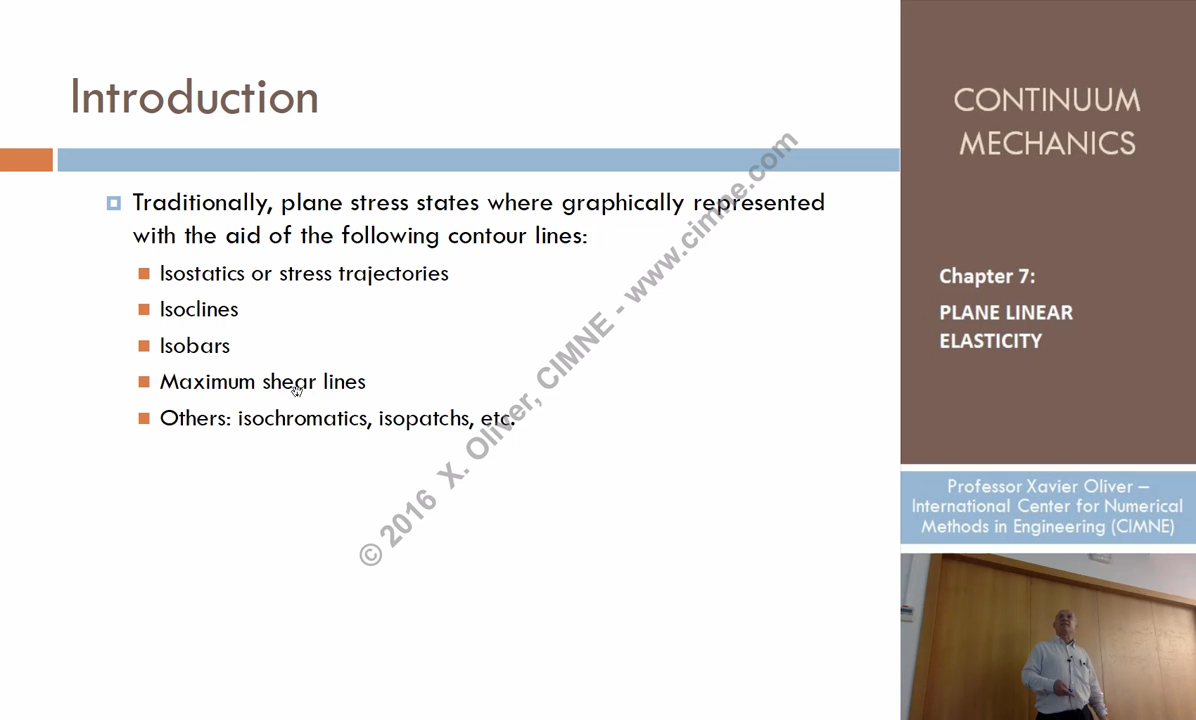 Introduction
Traditionally, plane stress states where graphically represented
with the aid of the following contour lines:
Isostatics or stress trajectories
Isoclines
Isobars
Maximum shear lines
Others: isochromatics, isopatchs, etc.
© 2016 X. Oliver, CIMNE - www.cimne.com
CONTINUUM
MECHANICS
Chapter 7:
PLANE LINEAR
ELASTICITY
Professor Xavier Oliver –
International Center for Numerical
Methods in Engineering (CIMNE)